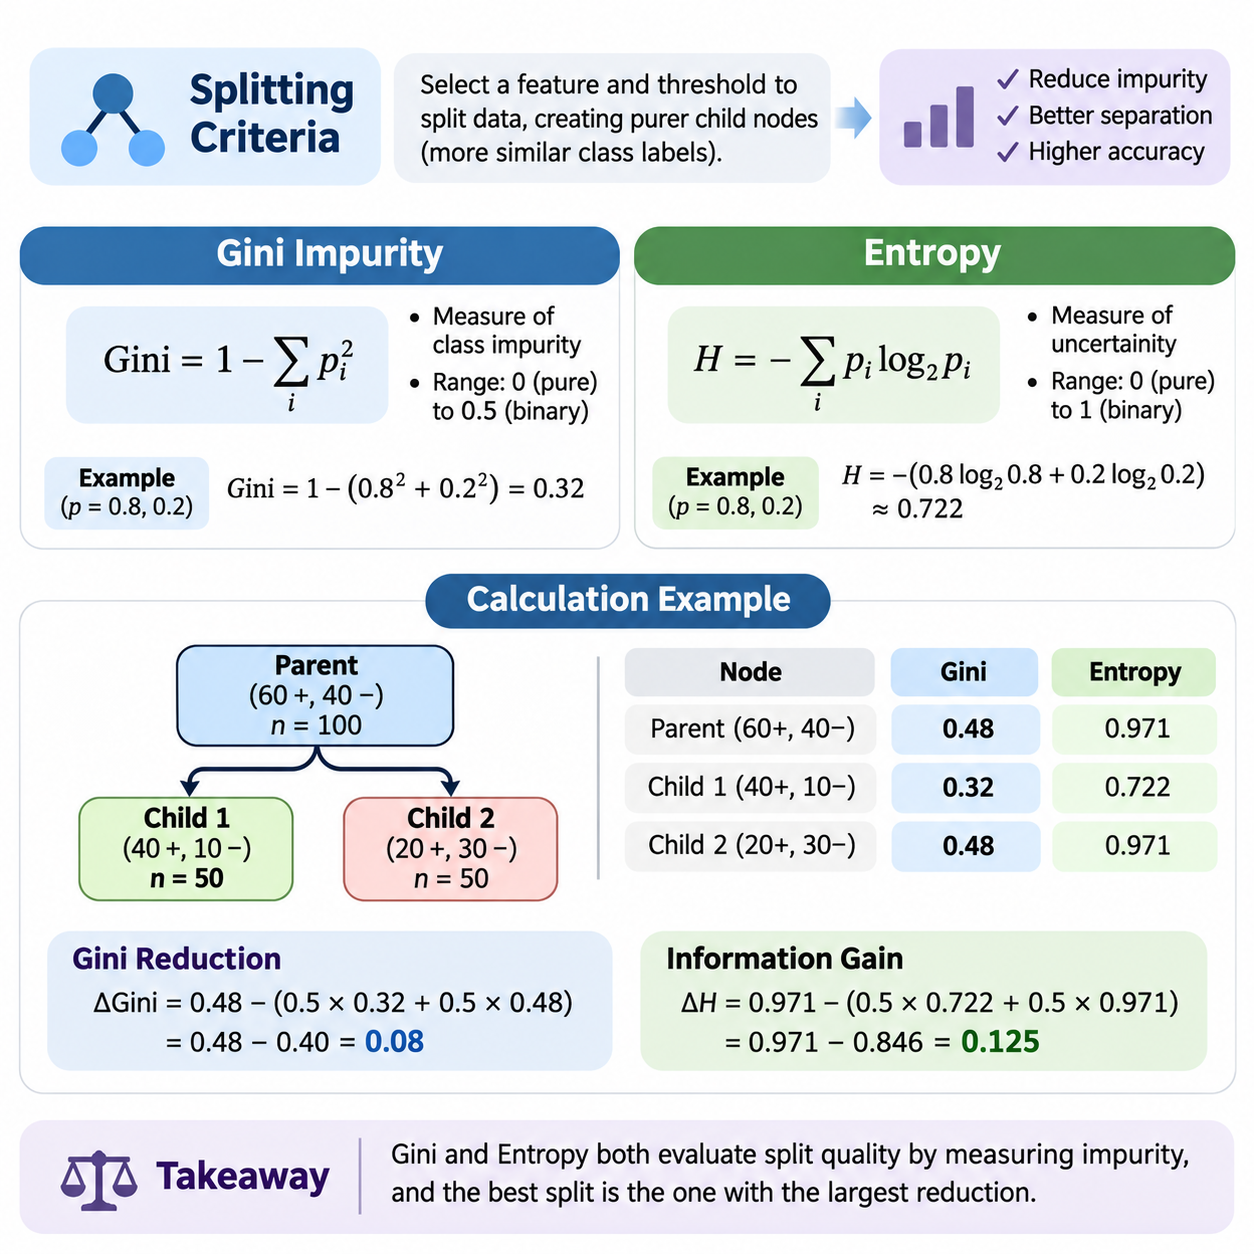 Splitting
Criteria
Select a feature and threshold to
split data, creating purer child nodes
(more similar class labels).
✓ Reduce impurity
✓ Better separation
✓ Higher accuracy
Gini Impurity
Gini = 1 − ∑_i p_i^2
• Measure of
class impurity
• Range: 0 (pure)
to 0.5 (binary)
Example
(p = 0.8, 0.2)
Gini = 1 − (0.8² + 0.2²) = 0.32
Entropy
H = − ∑_i p_i log₂ p_i
• Measure of
uncertainity
• Range: 0 (pure)
to 1 (binary)
Example
(p = 0.8, 0.2)
H = −(0.8 log₂ 0.8 + 0.2 log₂ 0.2)
≈ 0.722
Calculation Example
Parent
(60 +, 40 −)
n = 100
Child 1
(40 +, 10 −)
n = 50
Child 2
(20 +, 30 −)
n = 50
Node Gini Entropy
Parent (60+, 40−) 0.48 0.971
Child 1 (40+, 10−) 0.32 0.722
Child 2 (20+, 30−) 0.48 0.971
Gini Reduction
ΔGini = 0.48 − (0.5 × 0.32 + 0.5 × 0.48)
= 0.48 − 0.40 = 0.08
Information Gain
ΔH = 0.971 − (0.5 × 0.722 + 0.5 × 0.971)
= 0.971 − 0.846 = 0.125
Takeaway
Gini and Entropy both evaluate split quality by measuring impurity,
and the best split is the one with the largest reduction.